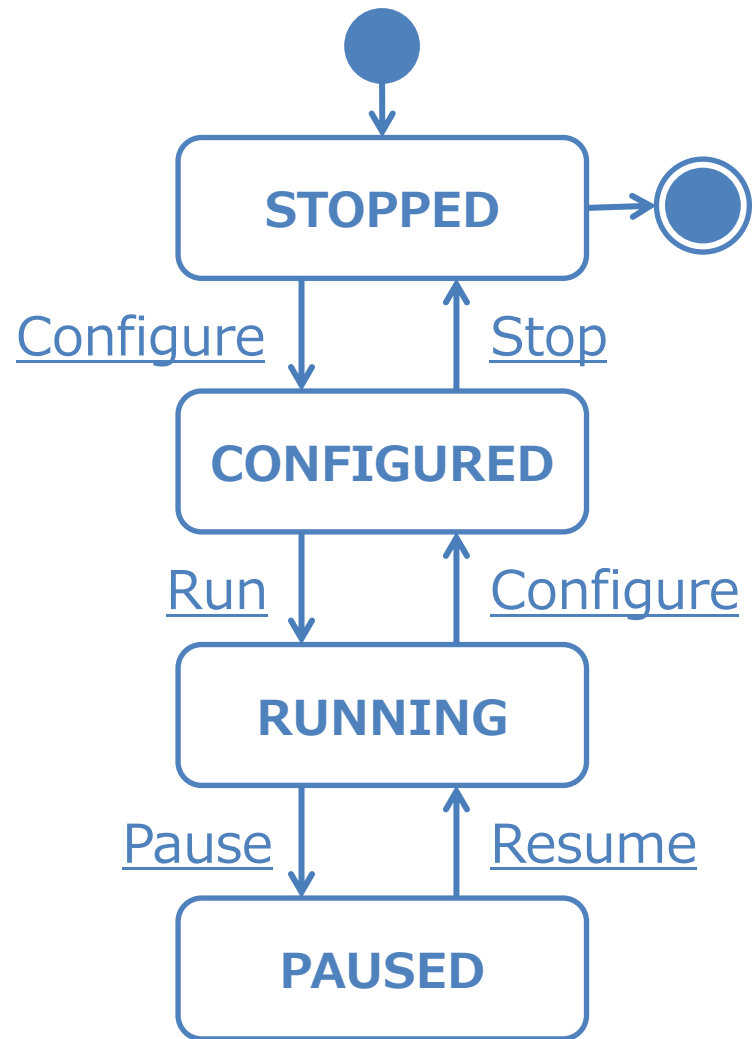 STOPPED
Configure
Stop
CONFIGURED
Run
Configure
RUNNING
Pause
Resume
PAUSED